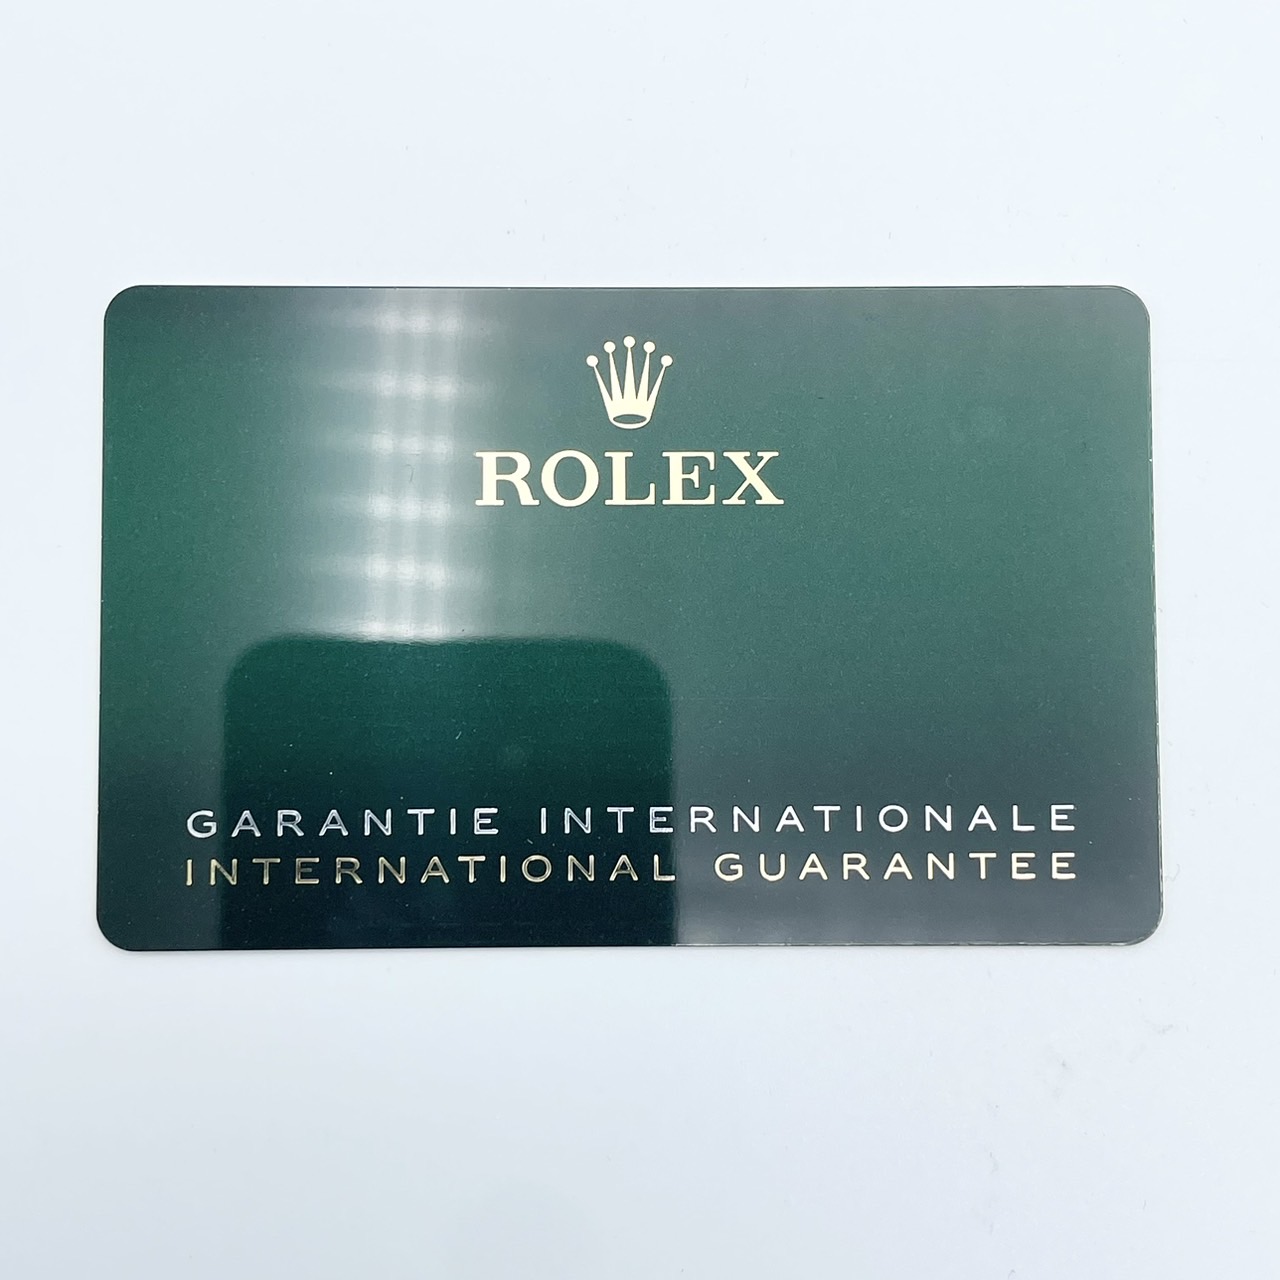 ROLEX
GARANTIE INTERNATIONALE
INTERNATIONAL GUARANTEE